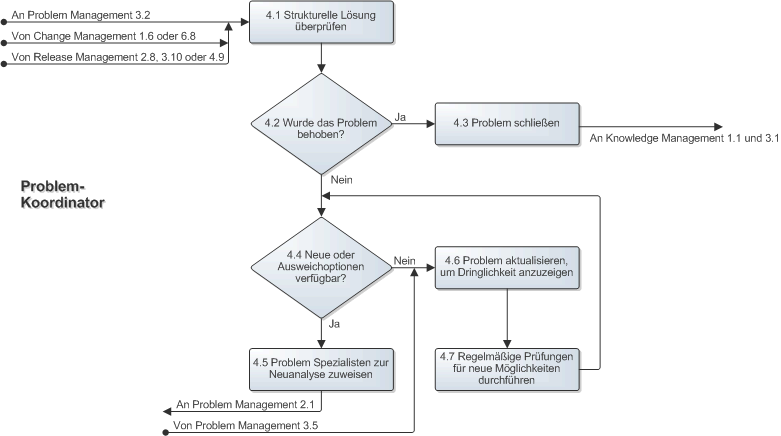 An Problem Management 3.2
4.1 Strukturelle Lösung
überprüfen
Von Change Management 1.6 oder 6.8
Von Release Management 2.8, 3.10 oder 4.9
4.2 Wurde das Problem
behoben?
Ja
4.3 Problem schließen
An Knowledge Management 1.1 und 3.1
Nein
Problem-
Koordinator
4.4 Neue oder
Ausweichoptionen
verfügbar?
Nein
4.6 Problem aktualisieren,
um Dringlichkeit anzuzeigen
Ja
4.5 Problem Spezialisten zur
Neuanalyse zuweisen
4.7 Regelmäßige Prüfungen
für neue Möglichkeiten
durchführen
An Problem Management 2.1
Von Problem Management 3.5